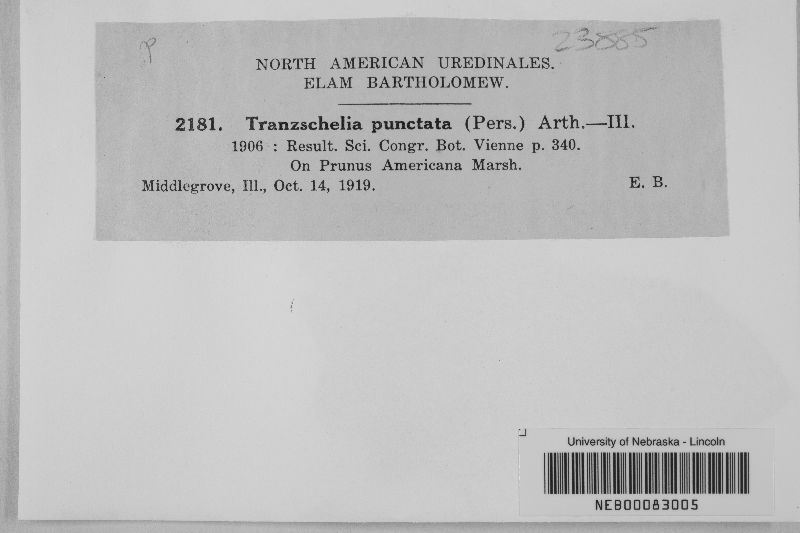 P
23885
NORTH AMERICAN UREDINALES.
ELAM BARTHOLOMEW.
2181. Tranzschelia punctata (Pers.) Arth.—III.
1906 : Result. Sci. Congr. Bot. Vienne p. 340.
On Prunus Americana Marsh.
Middlegrove, Ill., Oct. 14, 1919. E. B.
University of Nebraska - Lincoln
NEB00083005